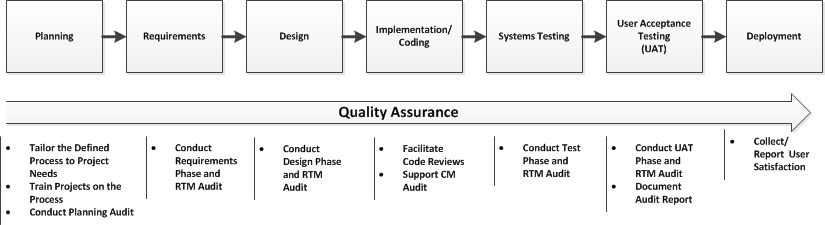 Planning
Requirements
Design
Implementation/
Coding
Systems Testing
User Acceptance
Testing
(UAT)
Deployment
Quality Assurance
• Tailor the Defined
Process to Project
Needs
• Train Projects on the
Process
• Conduct Planning Audit
• Conduct
Requirements
Phase and
RTM Audit
• Conduct
Design Phase
and RTM
Audit
• Facilitate
Code Reviews
• Support CM
Audit
• Conduct Test
Phase and
RTM Audit
• Conduct UAT
Phase and
RTM Audit
• Document
Audit Report
• Collect/
Report User
Satisfaction